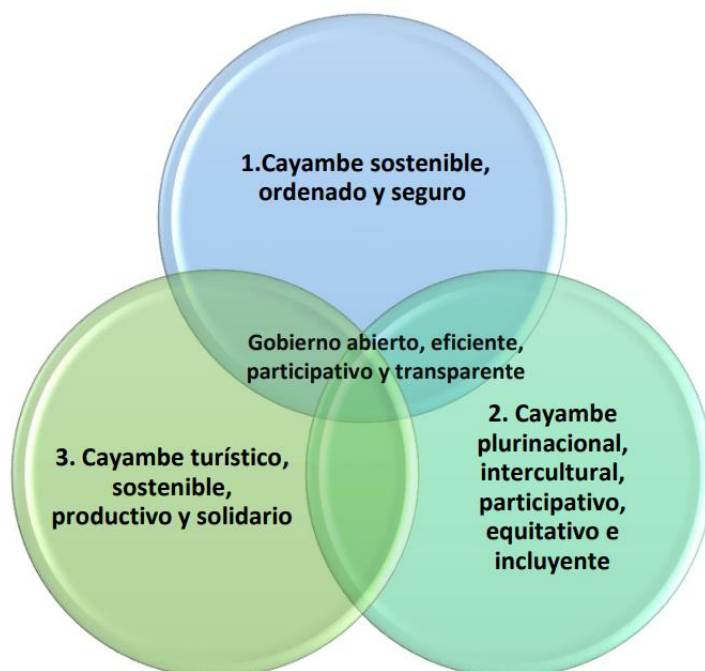 1.Cayambe sostenible,
ordenado y seguro
Gobierno abierto, eficiente,
participativo y transparente
2. Cayambe
plurinacional,
intercultural,
participativo,
equitativo e
incluyente
3. Cayambe turístico,
sostenible,
productivo y solidario